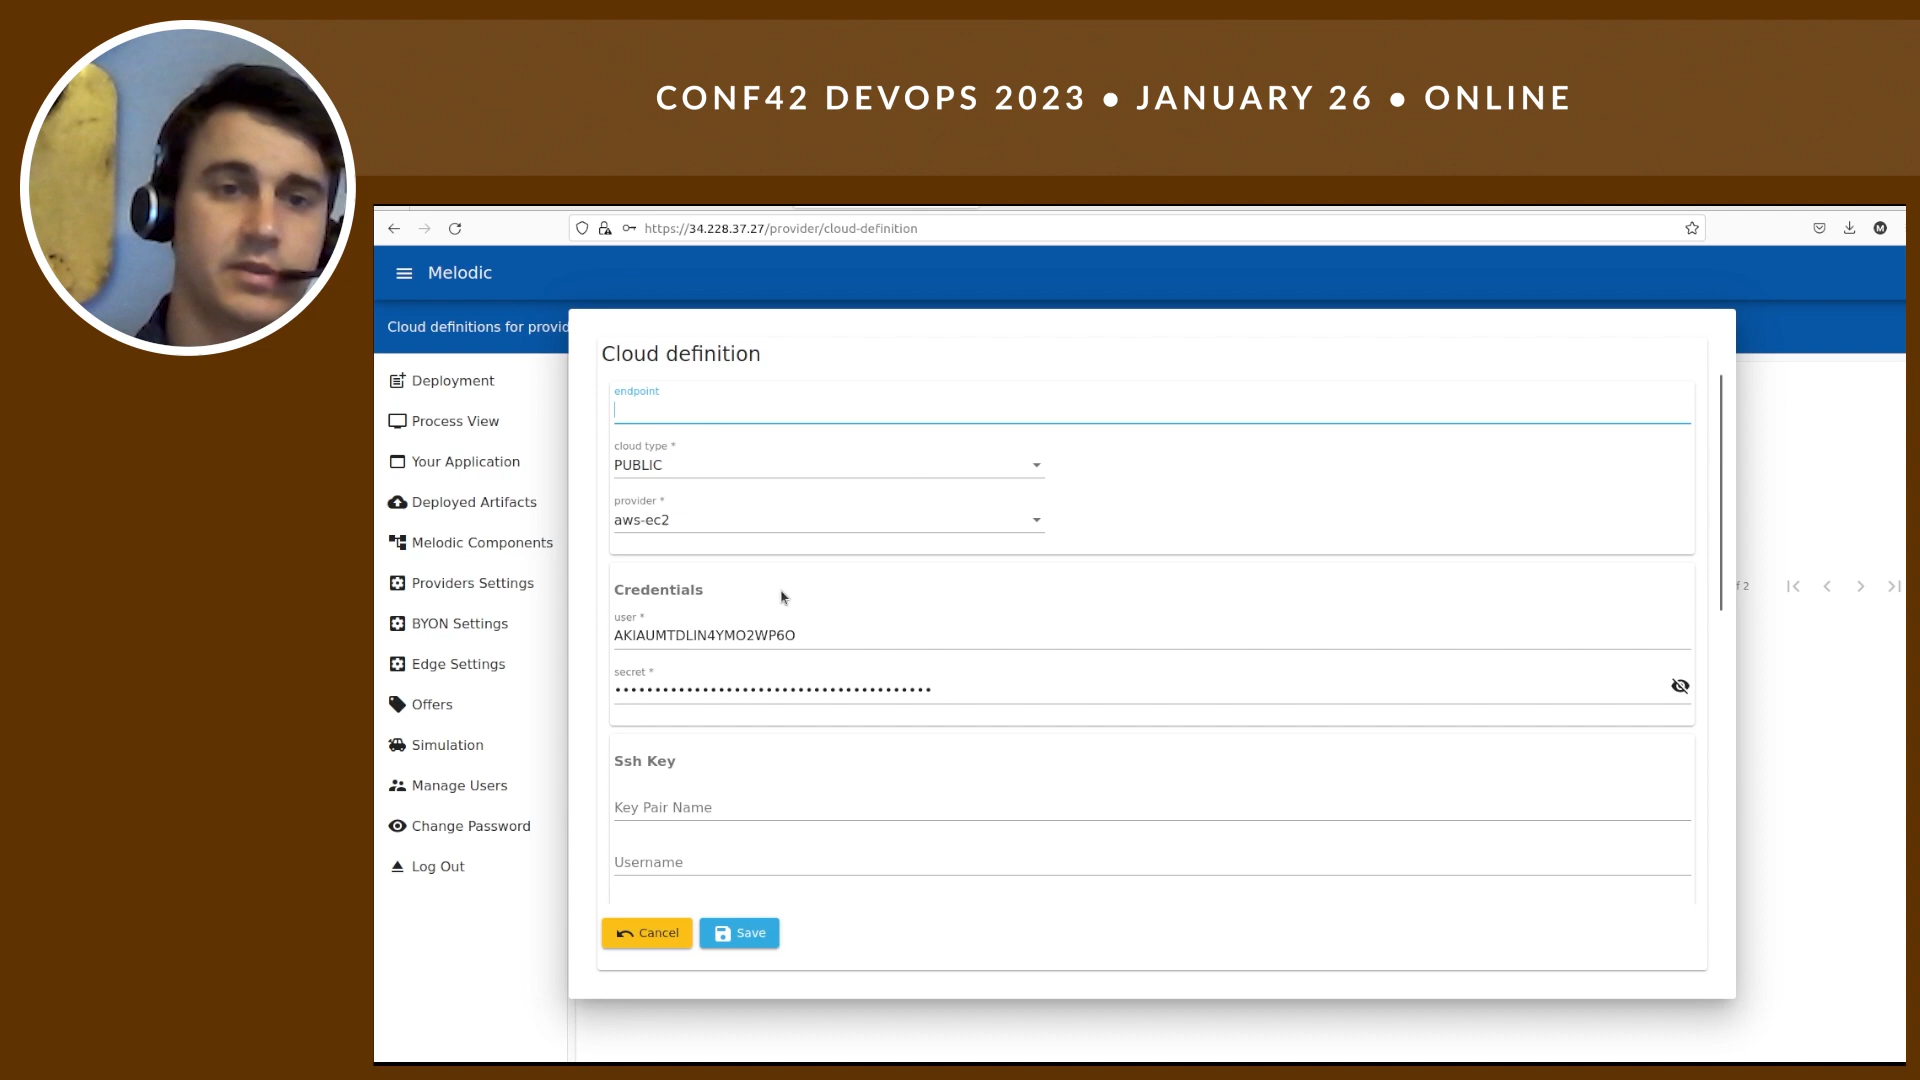 CONF42 DEVOPS 2023 • JANUARY 26 • ONLINE
https://34.228.37.27/provider/cloud-definition
M
Melodic
Cloud definitions for provid
Deployment
Process View
Your Application
Deployed Artifacts
Melodic Components
Providers Settings
BYON Settings
Edge Settings
Offers
Simulation
Manage Users
Change Password
Log Out
Cloud definition
endpoint
cloud type *
PUBLIC
provider *
aws-ec2
Credentials
user *
AKIAUMTDLIN4YMO2WP6O
secret *
••••••••••••••••••••••••••••••••••••••••
Ssh Key
Key Pair Name
Username
Cancel
Save
f 2